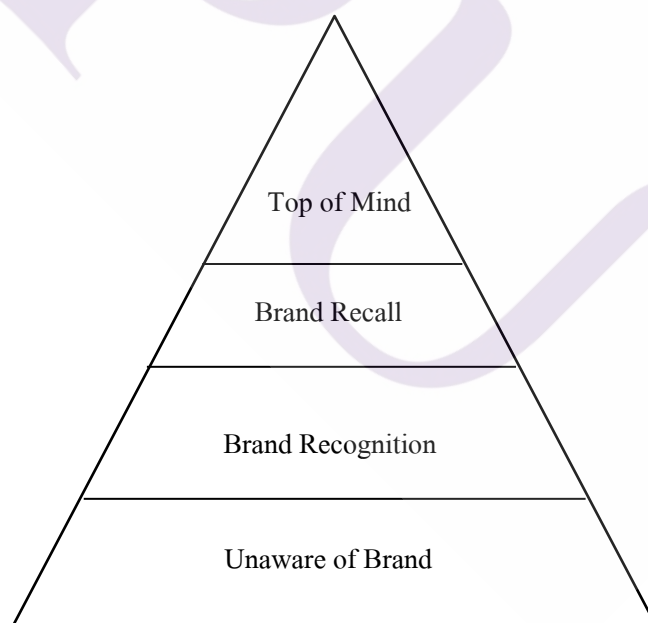 Top of Mind
Brand Recall
Brand Recognition
Unaware of Brand